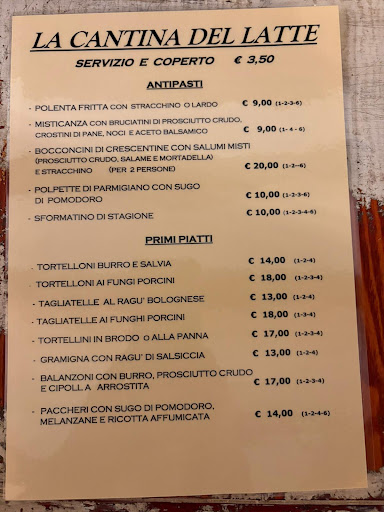 LA CANTINA DEL LATTE
SERVIZIO E COPERTO € 3,50
ANTIPASTI
- POLENTA FRITTA CON STRACCHINO O LARDO € 9,00 (1-2-3-6)
- MISTICANZA CON BRUCIATINI DI PROSCIUTTO CRUDO,
CROSTINI DI PANE, NOCI E ACETO BALSAMICO € 9,00 (1- 4 - 6)
- BOCCONCINI DI CRESCENTINE CON SALUMI MISTI
(PROSCIUTTO CRUDO, SALAME E MORTADELLA)
E STRACCHINO (PER 2 PERSONE) € 20,00 (1-2--6)
- POLPETTE DI PARMIGIANO CON SUGO
DI POMODORO € 10,00 (1-2-3-6)
- SFORMATINO DI STAGIONE € 10,00 (1-2-3-4-6)
PRIMI PIATTI
- TORTELLONI BURRO E SALVIA € 14,00 (1-2-4)
- TORTELLONI AI FUNGI PORCINI € 18,00 (1-2-3-4)
- TAGLIATELLE AL RAGU' BOLOGNESE € 13,00 (1-2-4)
- TAGLIATELLE AI FUNGHI PORCINI € 18,00 (1-3-4)
- TORTELLINI IN BRODO O ALLA PANNA € 17,00 (1-2-3-4)
- GRAMIGNA CON RAGU' DI SALSICCIA € 13,00 (1-2-4)
- BALANZONI CON BURRO, PROSCIUTTO CRUDO
E CIPOLL A ARROSTITA € 17,00 (1-2-3-4)
- PACCHERI CON SUGO DI POMODORO,
MELANZANE E RICOTTA AFFUMICATA € 14,00 (1-2-4-6)